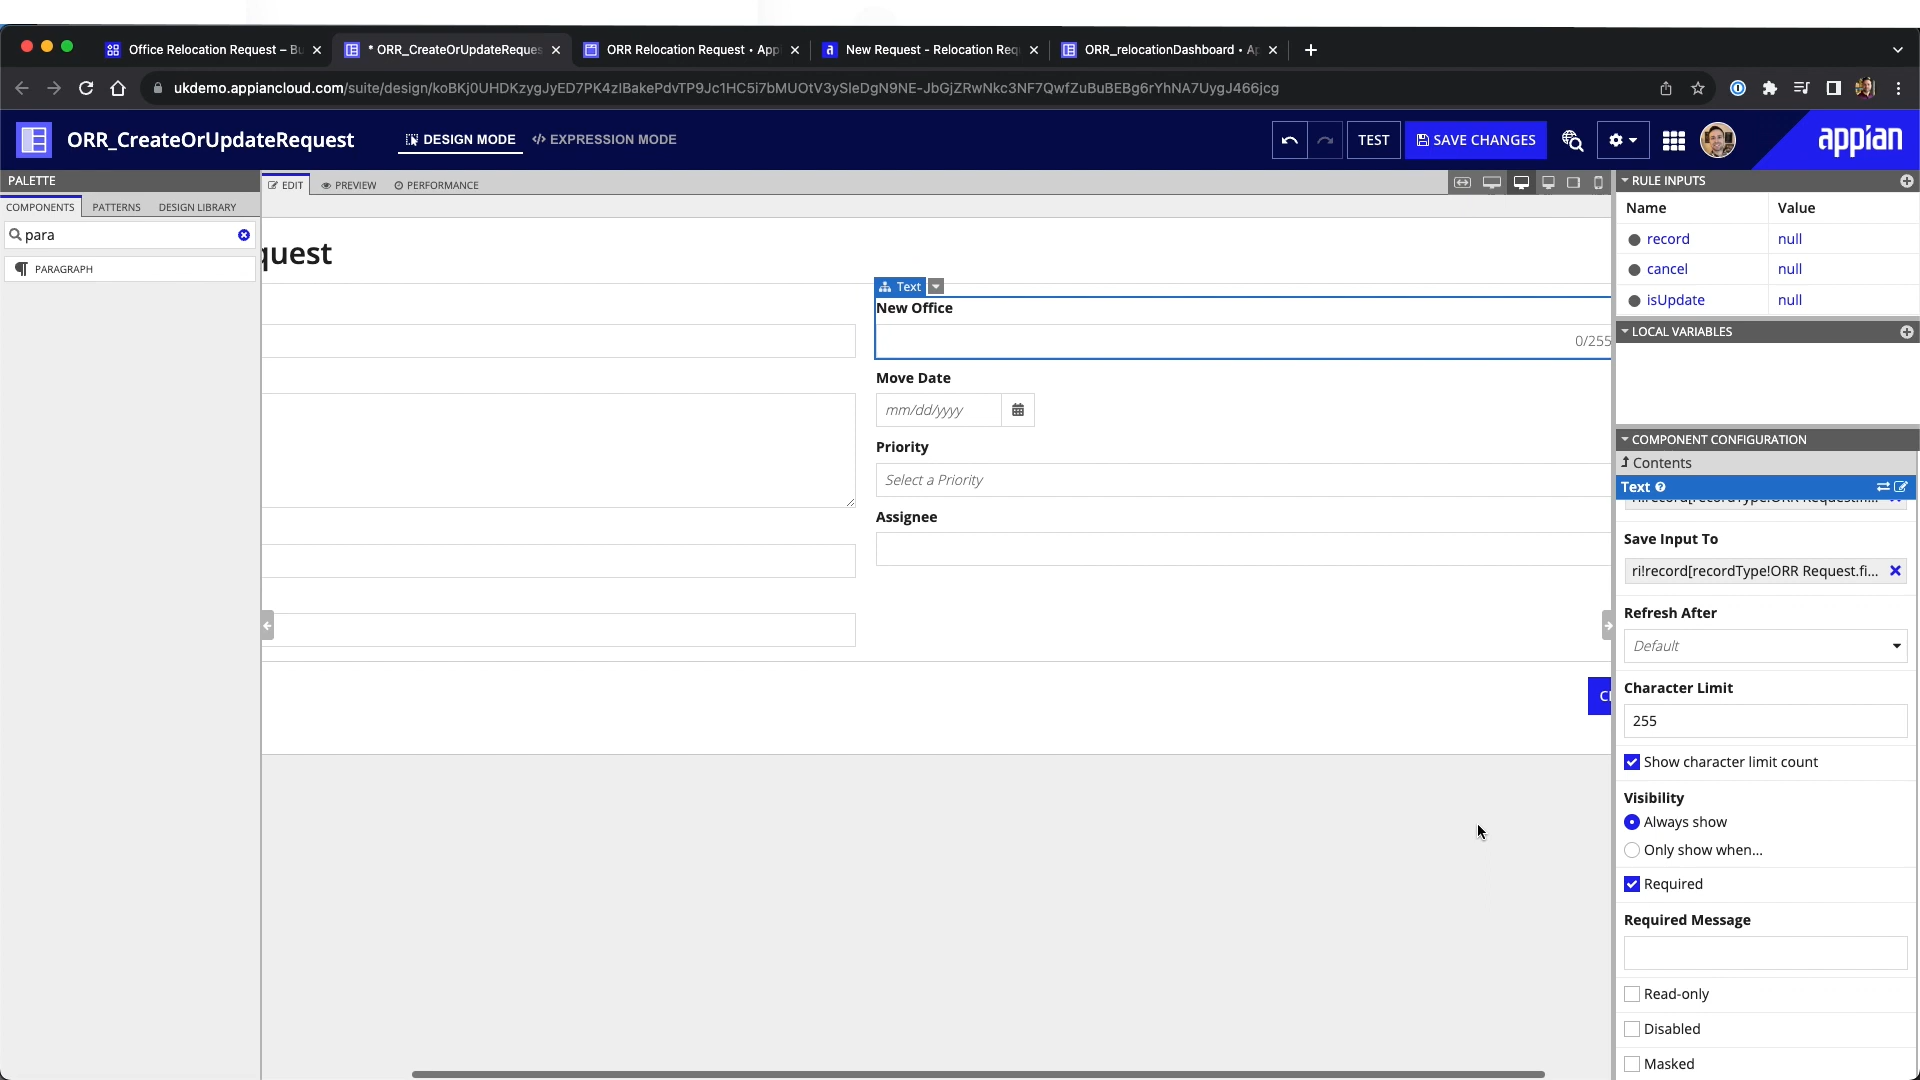 Office Relocation Request – Bu
* ORR_CreateOrUpdateReques
ORR Relocation Request • App
New Request - Relocation Req
ORR_relocationDashboard • A
ukdemo.appiancloud.com/suite/design/koBKj0UHDKzygJyED7PK4zIBakePdvTP9Jc1HC5i7bMUOtV3ySleDgN9NE-JbGjZRwNkc3NF7QwfZuBuBEBg6rYhNA7UygJ466jcg
ORR_CreateOrUpdateRequest
DESIGN MODE
EXPRESSION MODE
TEST
SAVE CHANGES
appian
PALETTE
COMPONENTS
PATTERNS
DESIGN LIBRARY
para
PARAGRAPH
EDIT
PREVIEW
PERFORMANCE
quest
Text
New Office
0/255
Move Date
mm/dd/yyyy
Priority
Select a Priority
Assignee
RULE INPUTS
Name
Value
record
null
cancel
null
isUpdate
null
LOCAL VARIABLES
COMPONENT CONFIGURATION
Contents
Text
Save Input To
ri!record[recordType!ORR Request.fi...
Refresh After
Default
Character Limit
255
Show character limit count
Visibility
Always show
Only show when...
Required
Required Message
Read-only
Disabled
Masked